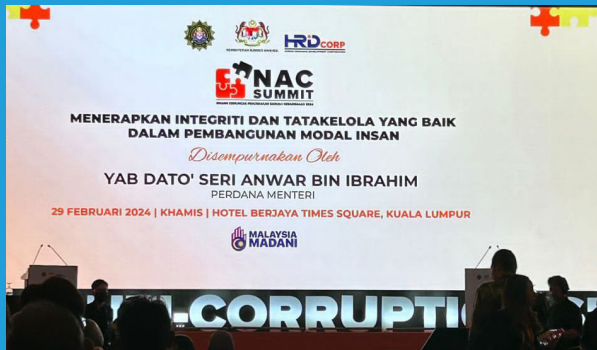 HRD CORP
NAC
SUMMIT
MENERAPKAN INTEGRITI DAN TATAKELOLA YANG BAIK
DALAM PEMBANGUNAN MODAL INSAN
Disempurnakan Oleh
YAB DATO' SERI ANWAR BIN IBRAHIM
PERDANA MENTERI
29 FEBRUARI 2024 | KHAMIS | HOTEL BERJAYA TIMES SQUARE, KUALA LUMPUR
MALAYSIA
MADANI
CORRUPTI